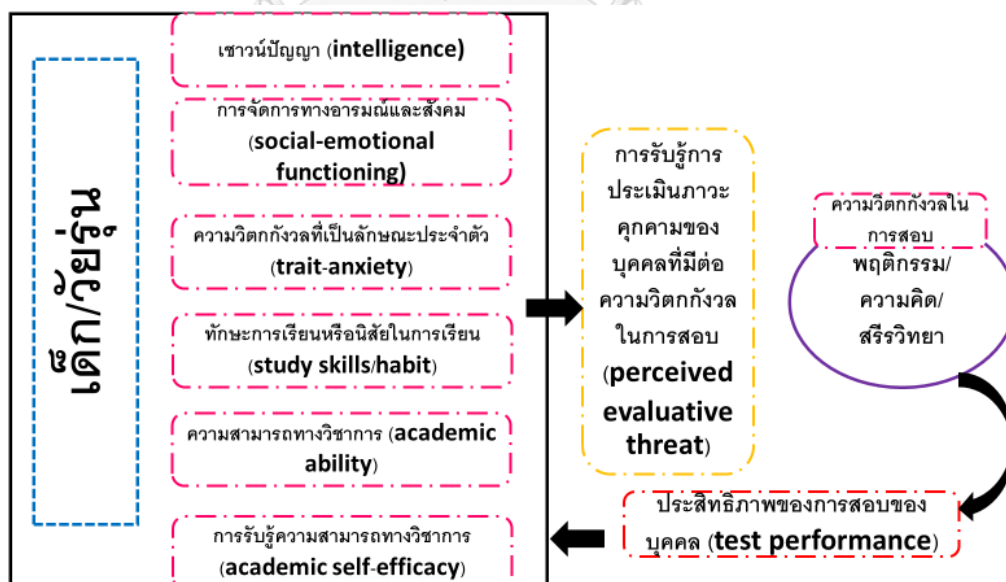 เด็ก/วัยรุ่น
เชาวน์ปัญญา (intelligence)
การจัดการทางอารมณ์และสังคม
(social-emotional
functioning)
ความวิตกกังวลที่เป็นลักษณะประจำตัว
(trait-anxiety)
ทักษะการเรียนหรือนิสัยในการเรียน
(study skills/habit)
ความสามารถทางวิชาการ (academic
ability)
การรับรู้ความสามารถทางวิชาการ
(academic self-efficacy)
การรับรู้การ
ประเมินภาวะ
คุกคามของ
บุคคลที่มีต่อ
ความวิตกกังวล
ในการสอบ
(perceived
evaluative
threat)
ความวิตกกังวลใน
การสอบ
พฤติกรรม/
ความคิด/
สรีรวิทยา
ประสิทธิภาพของการสอบของ
บุคคล (test performance)